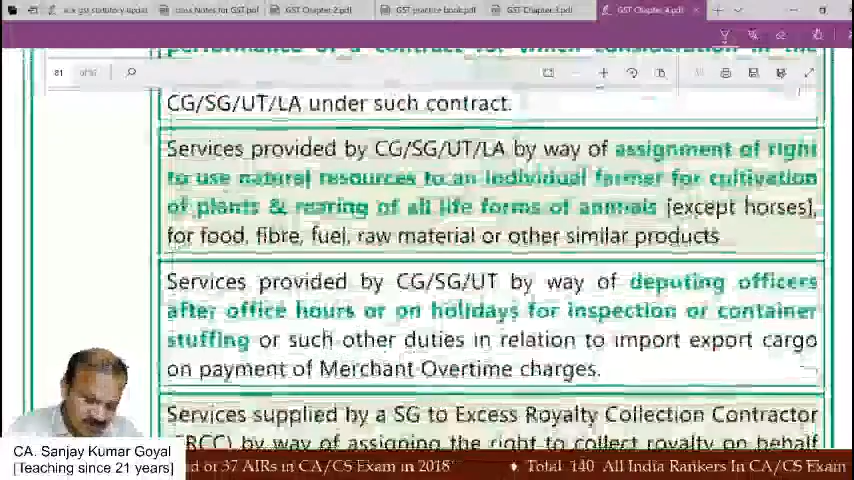 class Notes for GST.pdf
GST Chapter-2.pdf
GST practice book.pdf
GST Chapter-3.pdf
GST Chapter-4.pdf
performance of a contract for which consideration in the
81
CG/SG/UT/LA under such contract.
Services provided by CG/SG/UT/LA by way of assignment of right
to use natural resources to an individual farmer for cultivation
of plants & rearing of all life forms of animals [except horses],
for food, fibre, fuel, raw material or other similar products
Services provided by CG/SG/UT by way of deputing officers
after office hours or on holidays for inspection or container
stuffing or such other duties in relation to import export cargo
on payment of Merchant Overtime charges.
Services supplied by a SG to Excess Royalty Collection Contractor
(ERCC) by way of assigning the right to collect royalty on behalf
CA. Sanjay Kumar Goyal
[Teaching since 21 years]
d or 37 AIRs in CA/CS Exam in 2018
♦ Total 140 All India Rankers In CA/CS Exam